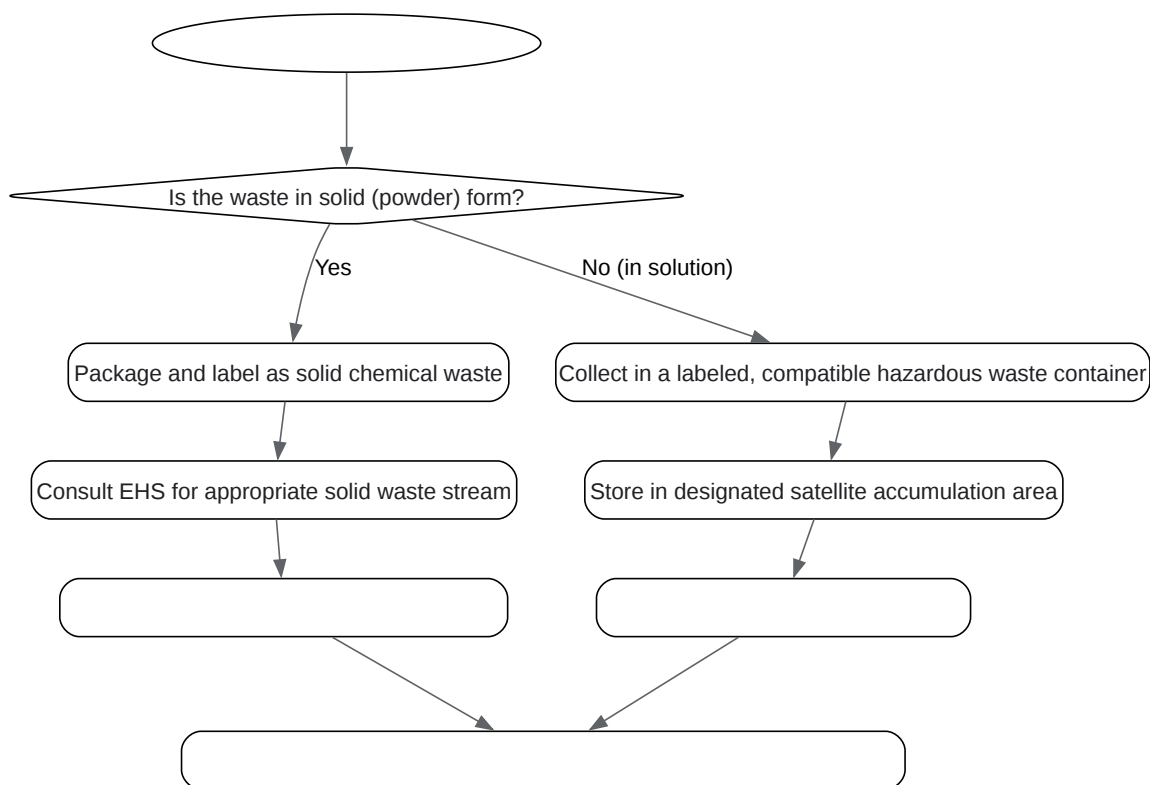 Is the waste in solid (powder) form?
Yes
No (in solution)
Package and label as solid chemical waste
Collect in a labeled, compatible hazardous waste container
Consult EHS for appropriate solid waste stream
Store in designated satellite accumulation area